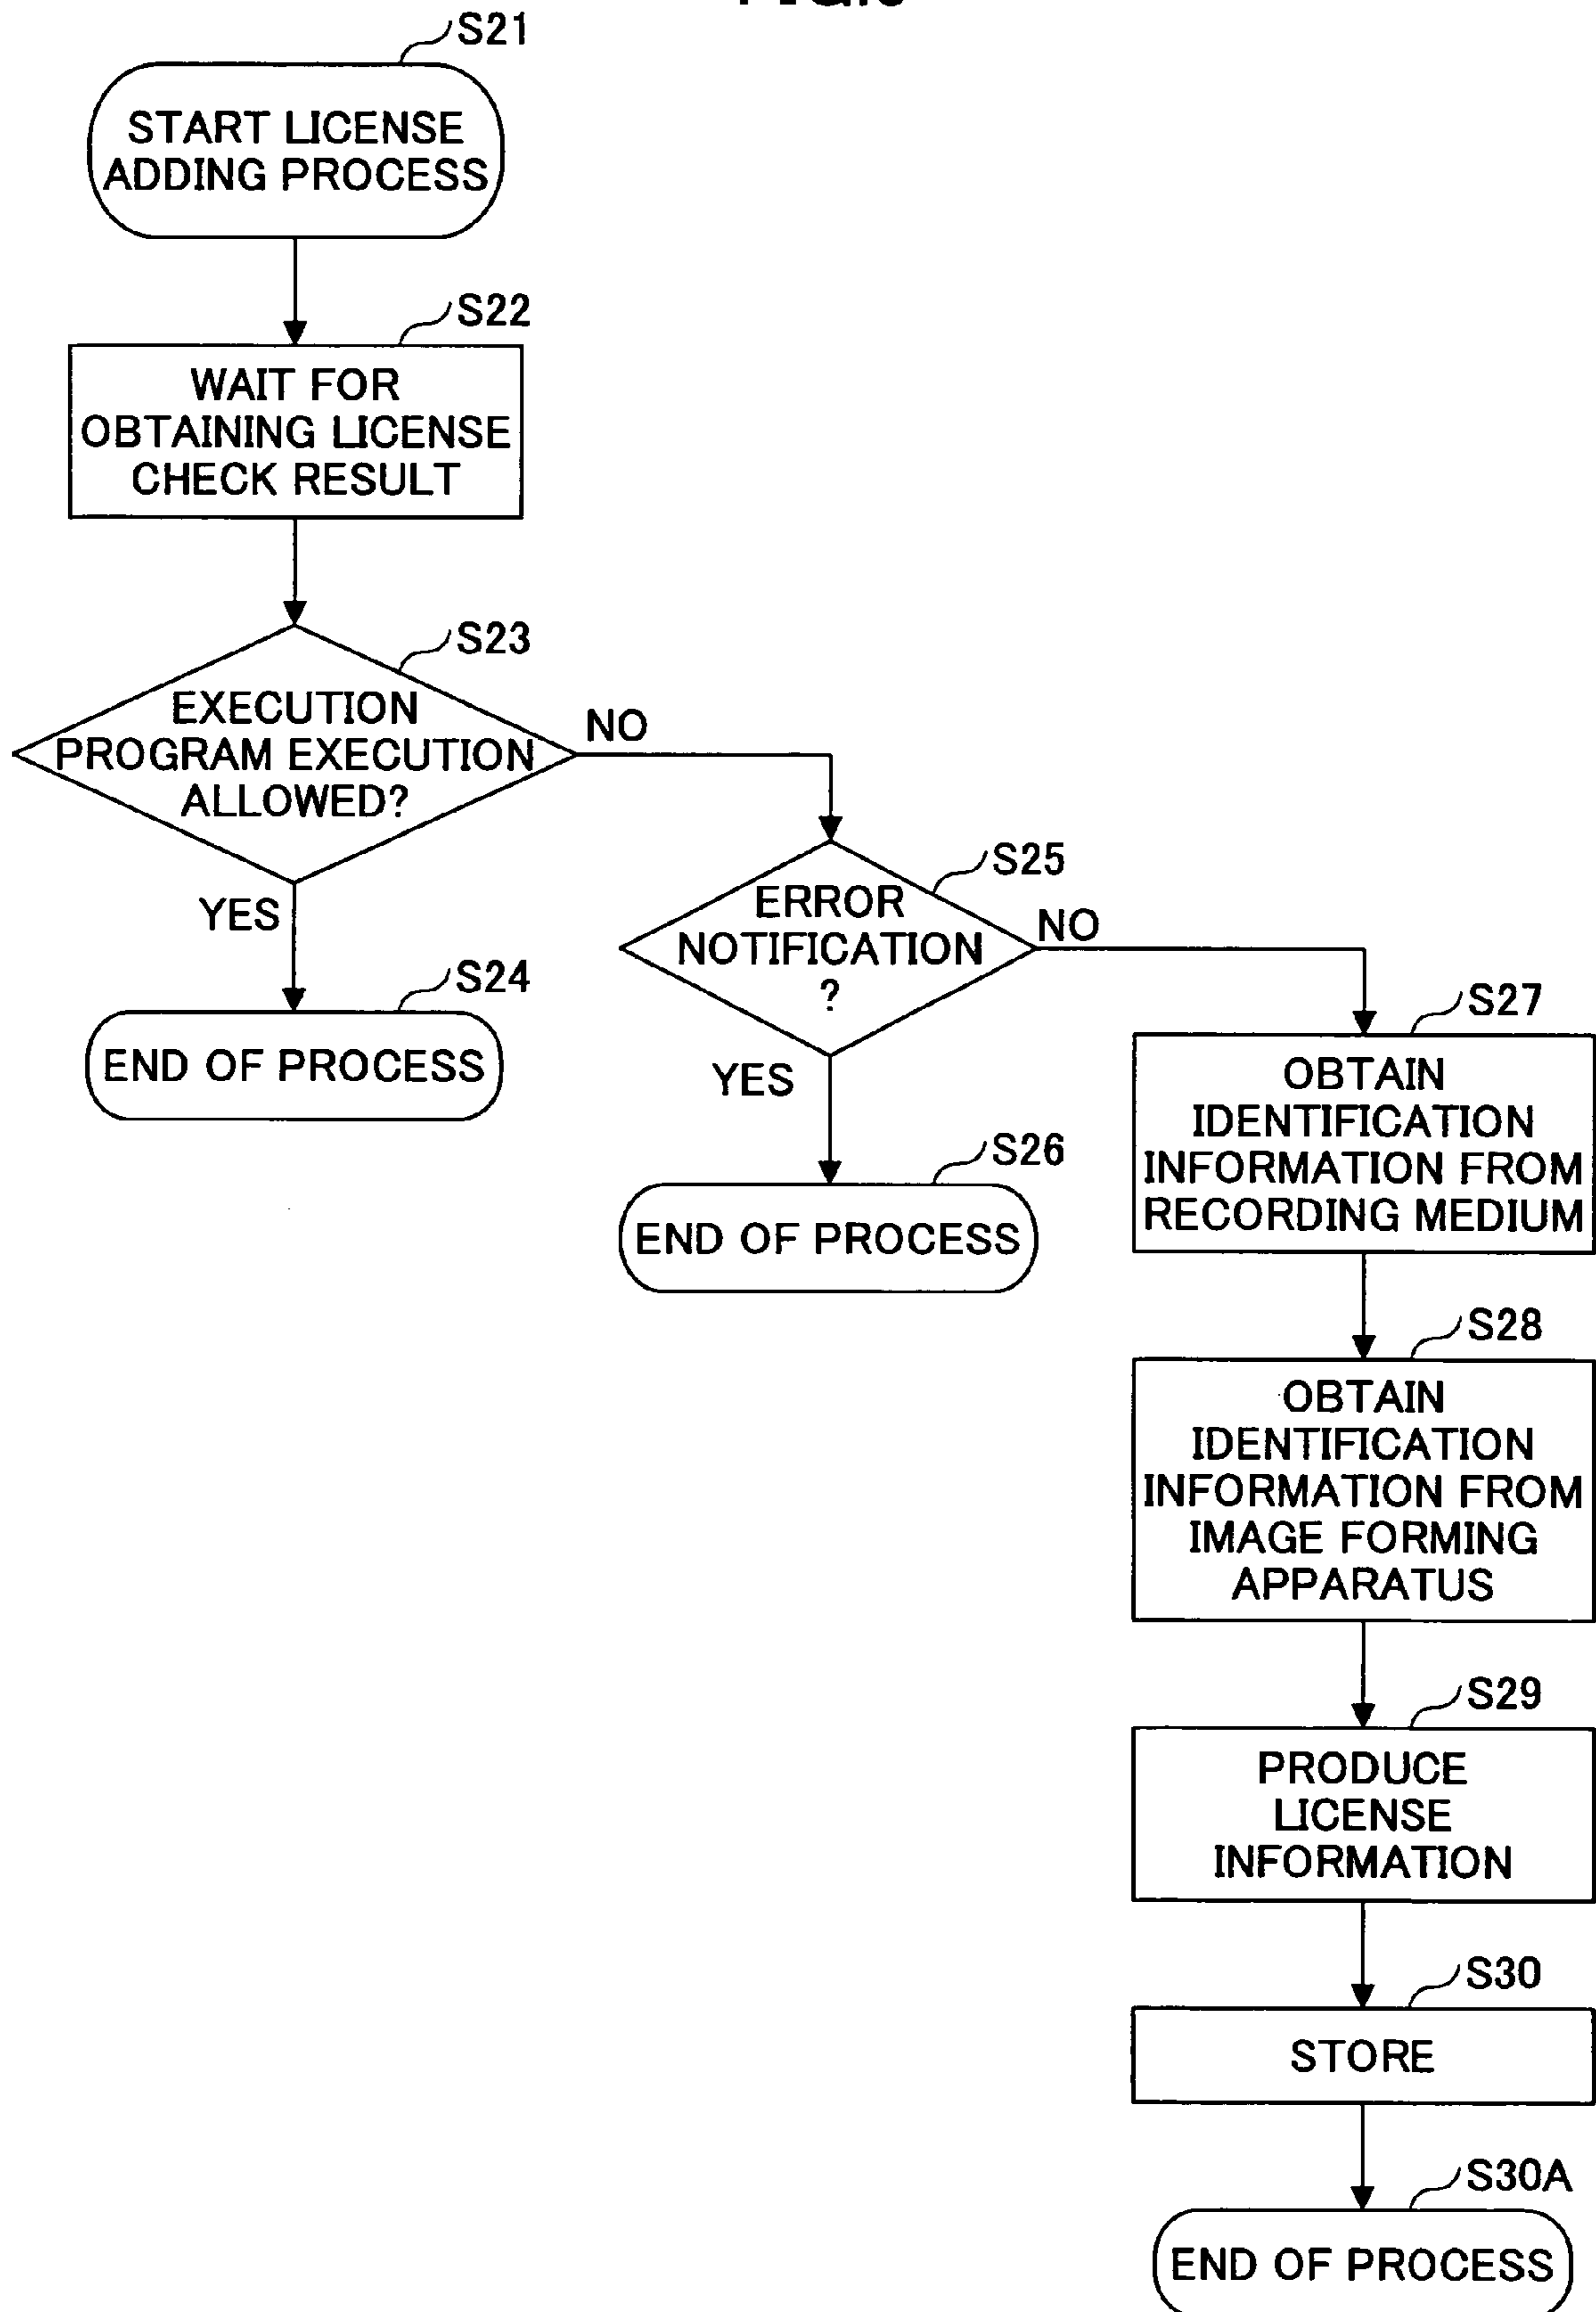 S21
START LICENSE
ADDING PROCESS
S22
WAIT FOR
OBTAINING LICENSE
CHECK RESULT
S23
EXECUTION
PROGRAM EXECUTION
ALLOWED?
NO
YES
S24
END OF PROCESS
S25
ERROR
NOTIFICATION
?
NO
YES
S26
END OF PROCESS
S27
OBTAIN
IDENTIFICATION
INFORMATION FROM
RECORDING MEDIUM
S28
OBTAIN
IDENTIFICATION
INFORMATION FROM
IMAGE FORMING
APPARATUS
S29
PRODUCE
LICENSE
INFORMATION
S30
STORE
S30A
END OF PROCESS